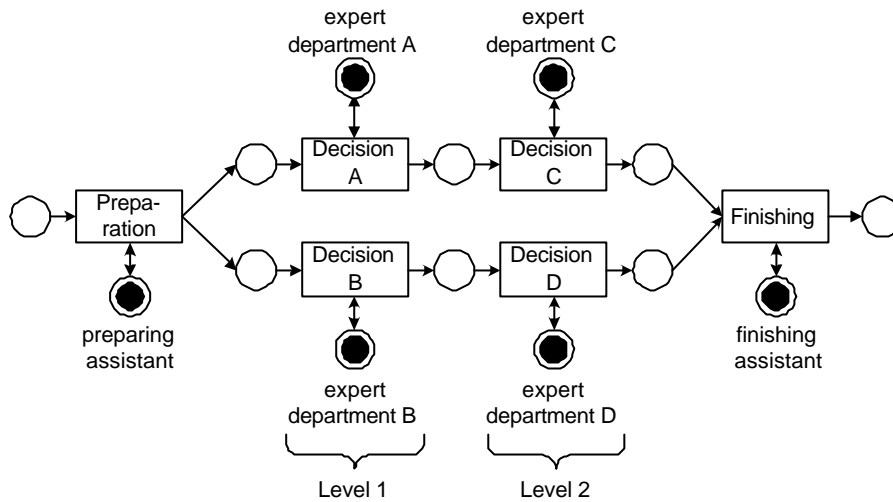 expert
department A
expert
department C
Decision
A
Decision
C
Prepa-
ration
Finishing
Decision
B
Decision
D
preparing
assistant
finishing
assistant
expert
department B
expert
department D
Level 1
Level 2